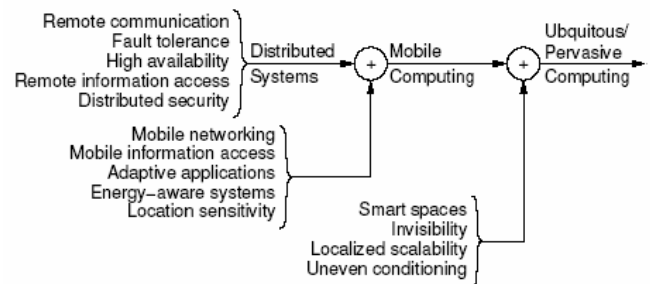 Remote communication
Fault tolerance
High availability
Remote information access
Distributed security
Distributed
Systems
+
Mobile
Computing
+
Ubquitous/
Pervasive
Computing
Mobile networking
Mobile information access
Adaptive applications
Energy-aware systems
Location sensitivity
Smart spaces
Invisibility
Localized scalability
Uneven conditioning